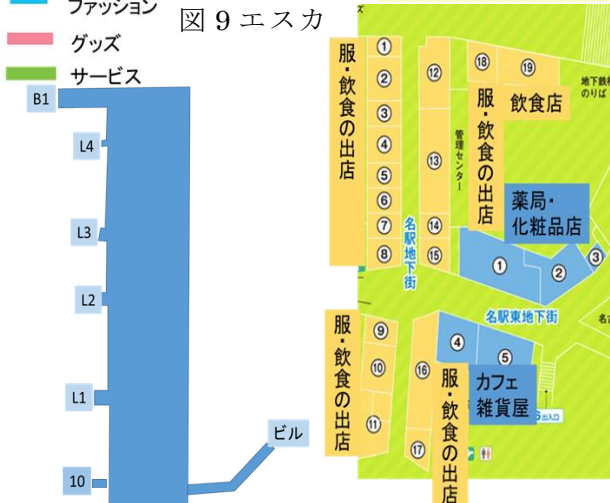 ファッション
図 9 エスカ
グッズ
サービス
B1
L4
L3
L2
L1
10
ビル
ズ
服・飲食の出店
①
②
③
④
⑤
⑥
⑦
⑧
⑫
⑬
⑭
⑮
管理センター
⑱
⑲
服・飲食の出店
飲食店
地下鉄
のりば
薬局・
化粧品店
①
②
③
名駅地下街
名駅東地下街
名
服・飲食の出店
⑨
⑩
⑪
⑯
⑰
服・飲食の出店
④
⑤
カフェ
雑貨屋
出入口